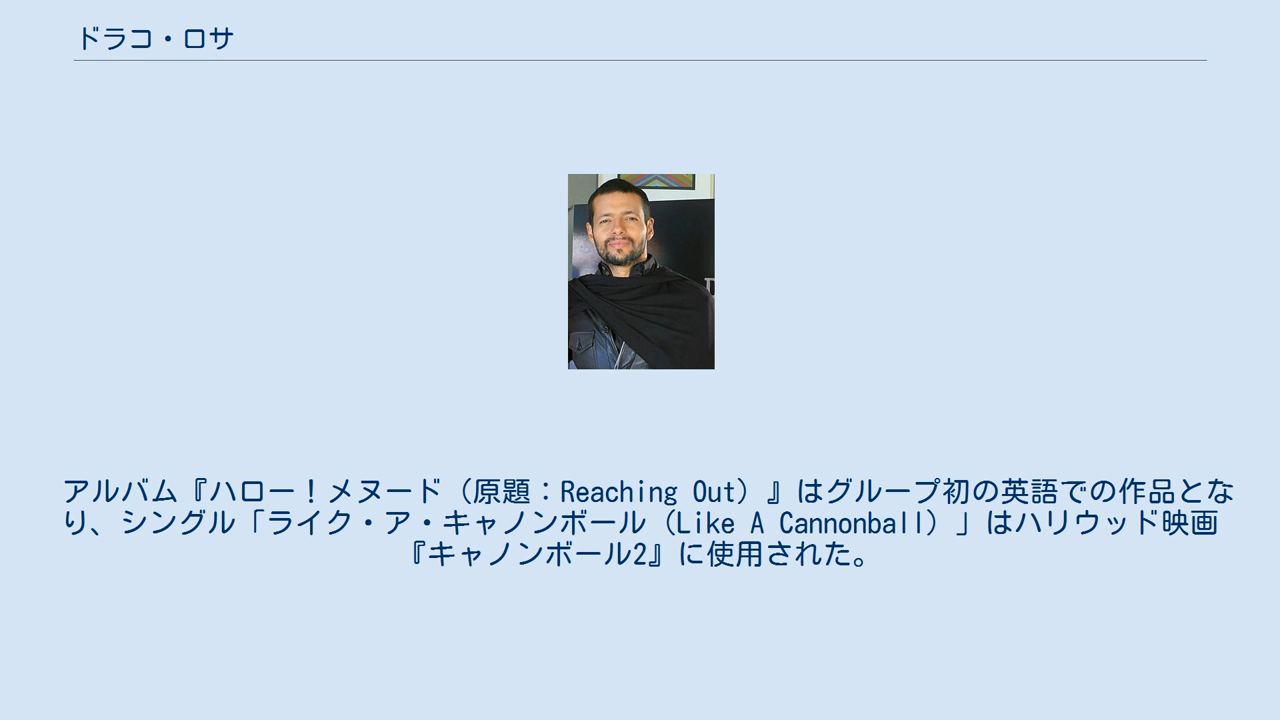 ドラコ・ロサ
アルバム『ハロー！メヌード（原題：Reaching Out）』はグループ初の英語での作品とな
り、シングル「ライク・ア・キャノンボール（Like A Cannonball）」はハリウッド映画
『キャノンボール2』に使用された。